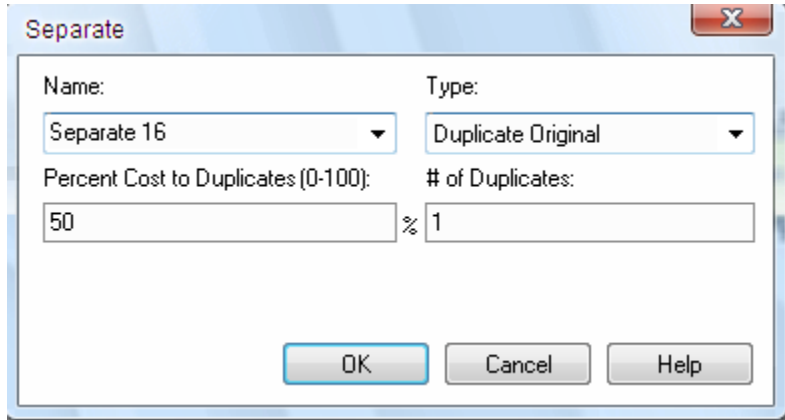 Separate
Name: Type:
Separate 16 Duplicate Original
Percent Cost to Duplicates (0-100): # of Duplicates:
50 % 1
OK Cancel Help